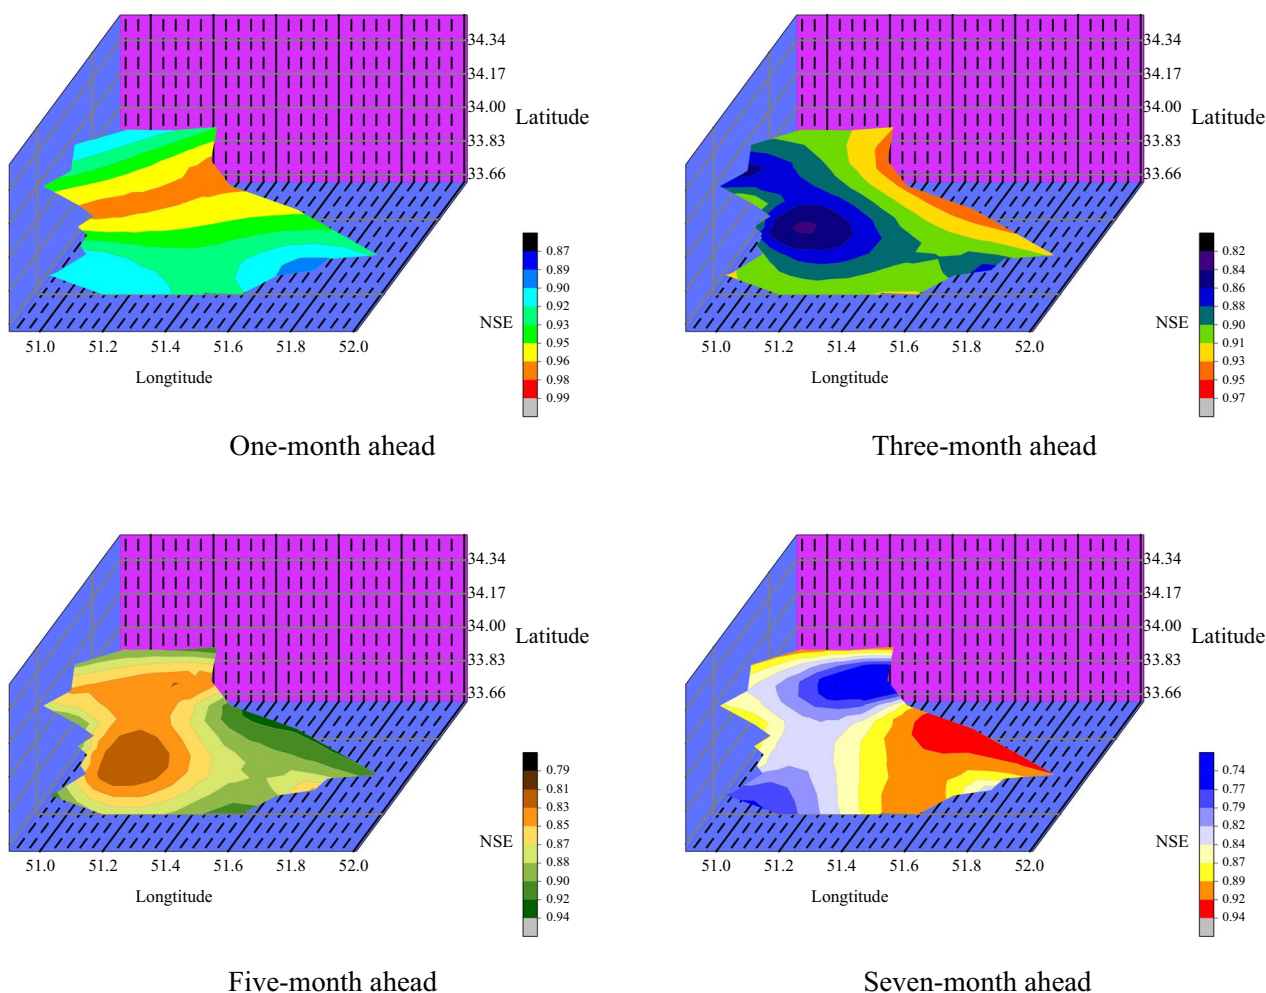 34.34
34.17
34.00
Latitude
33.83
33.66
0.87
0.89
0.90
0.92
NSE
0.93
0.95
0.96
0.98
0.99
51.0 51.2 51.4 51.6 51.8 52.0
Longtitude
One-month ahead
34.34
34.17
34.00
Latitude
33.83
33.66
0.82
0.84
0.86
0.88
NSE
0.90
0.91
0.93
0.95
0.97
51.0 51.2 51.4 51.6 51.8 52.0
Longtitude
Three-month ahead
34.34
34.17
34.00
Latitude
33.83
33.66
0.79
0.81
0.83
0.85
NSE
0.87
0.88
0.90
0.92
0.94
51.0 51.2 51.4 51.6 51.8 52.0
Longtitude
Five-month ahead
34.34
34.17
34.00
Latitude
33.83
33.66
0.74
0.77
0.79
0.82
NSE
0.84
0.87
0.89
0.92
0.94
51.0 51.2 51.4 51.6 51.8 52.0
Longtitude
Seven-month ahead